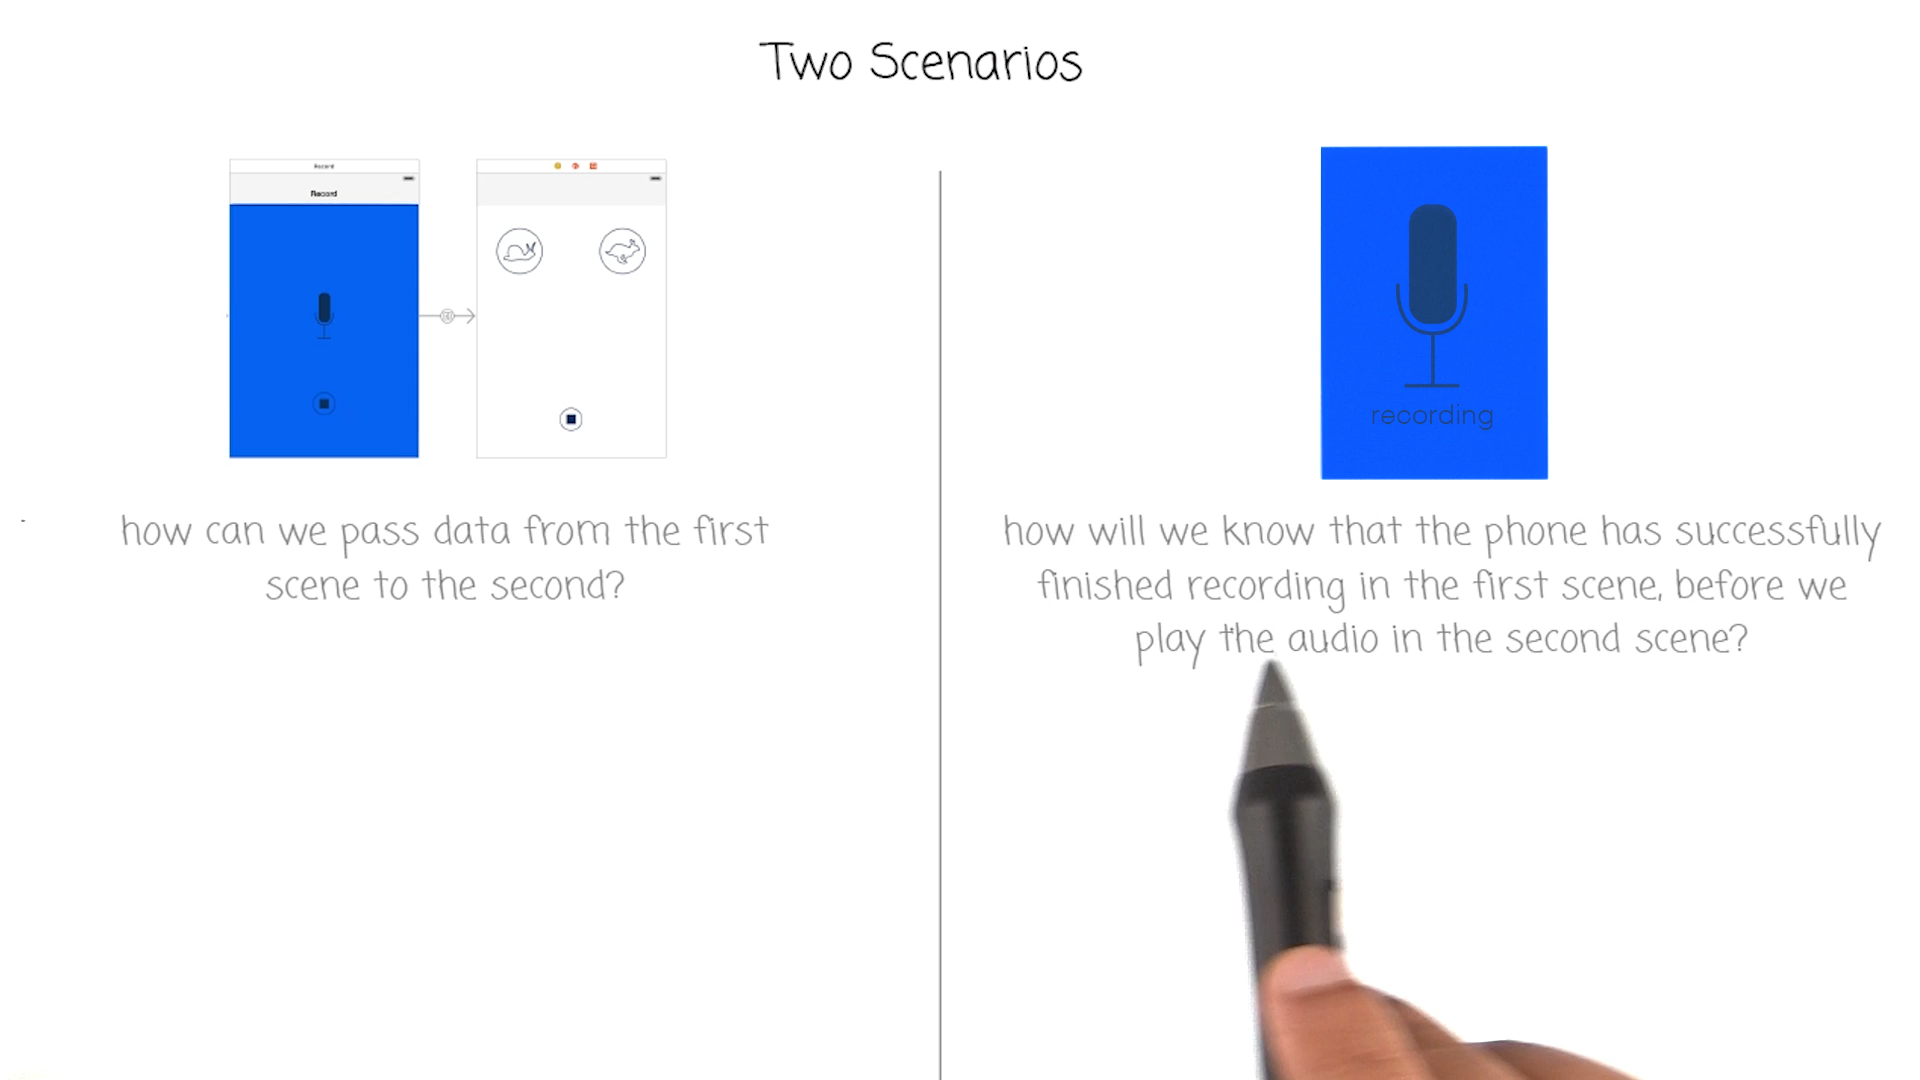 Two Scenarios
Record
Record
how can we pass data from the first
scene to the second?
recording
how will we know that the phone has successfully
finished recording in the first scene, before we
play the audio in the second scene?